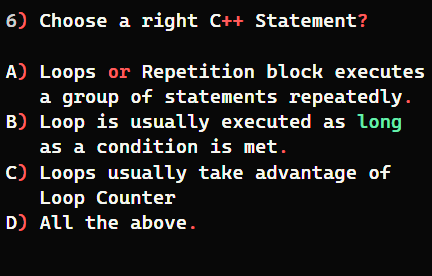 6) Choose a right C++ Statement?
A) Loops or Repetition block executes
a group of statements repeatedly.
B) Loop is usually executed as long
as a condition is met.
C) Loops usually take advantage of
Loop Counter
D) All the above.